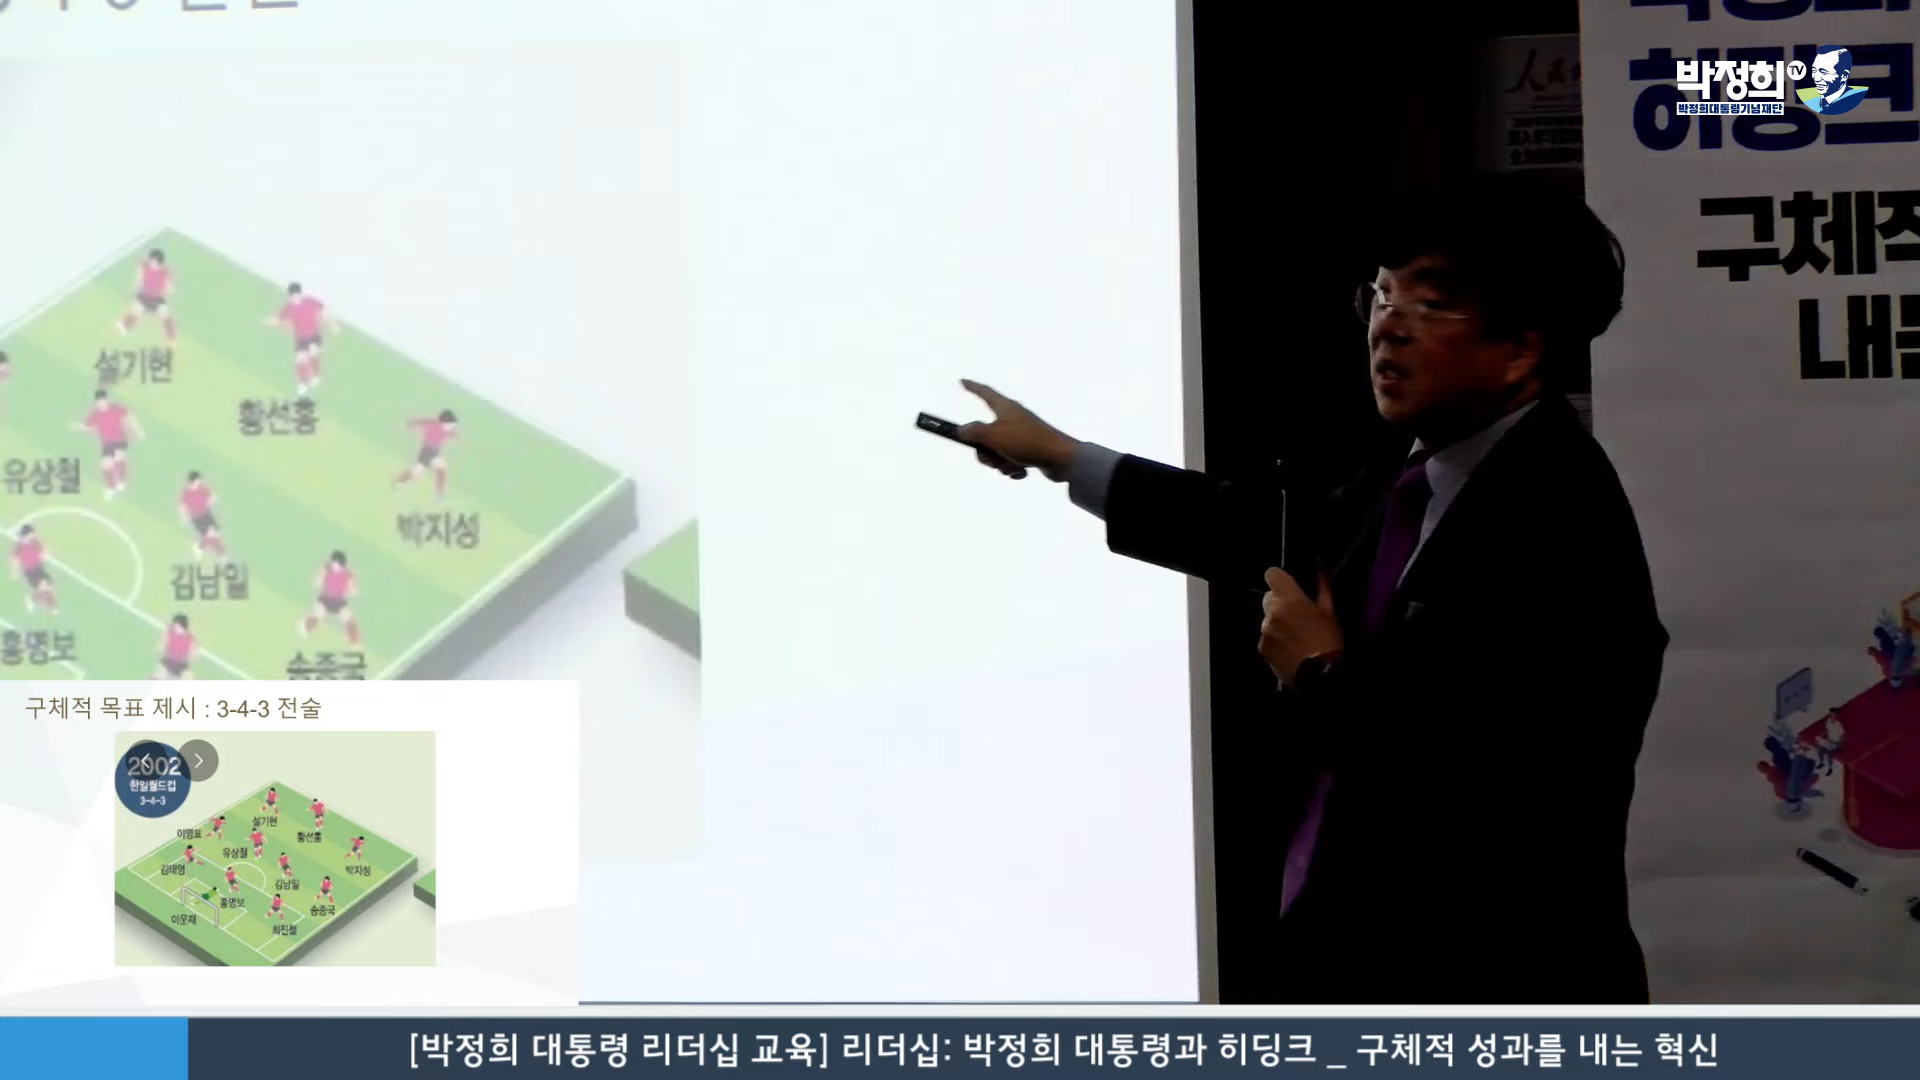 박정희TV
박정희대통령기념재단
히딩크
구체적
설기현
황선홍
유상철
박지성
김남일
홍명보
송종국
구체적 목표 제시 : 3-4-3 전술
2002
한일월드컵
3-4-3
설기현
이영표
황선홍
유상철
박지성
김태영
김남일
홍명보
송종국
이운재
최진철
[박정희 대통령 리더십 교육] 리더십: 박정희 대통령과 히딩크 _ 구체적 성과를 내는 혁신